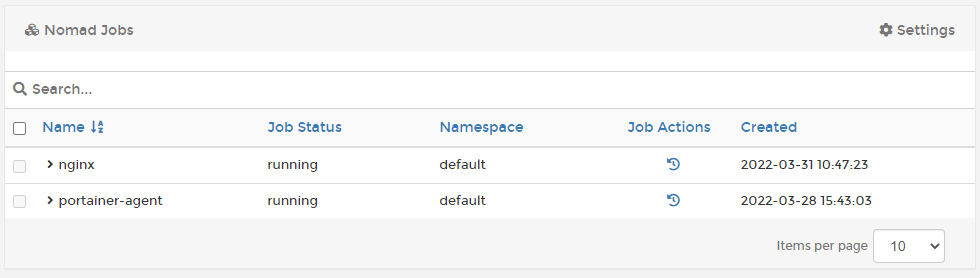 Nomad Jobs Settings
Search...
Name Job Status Namespace Job Actions Created
nginx running default 2022-03-31 10:47:23
portainer-agent running default 2022-03-28 15:43:03
Items per page 10